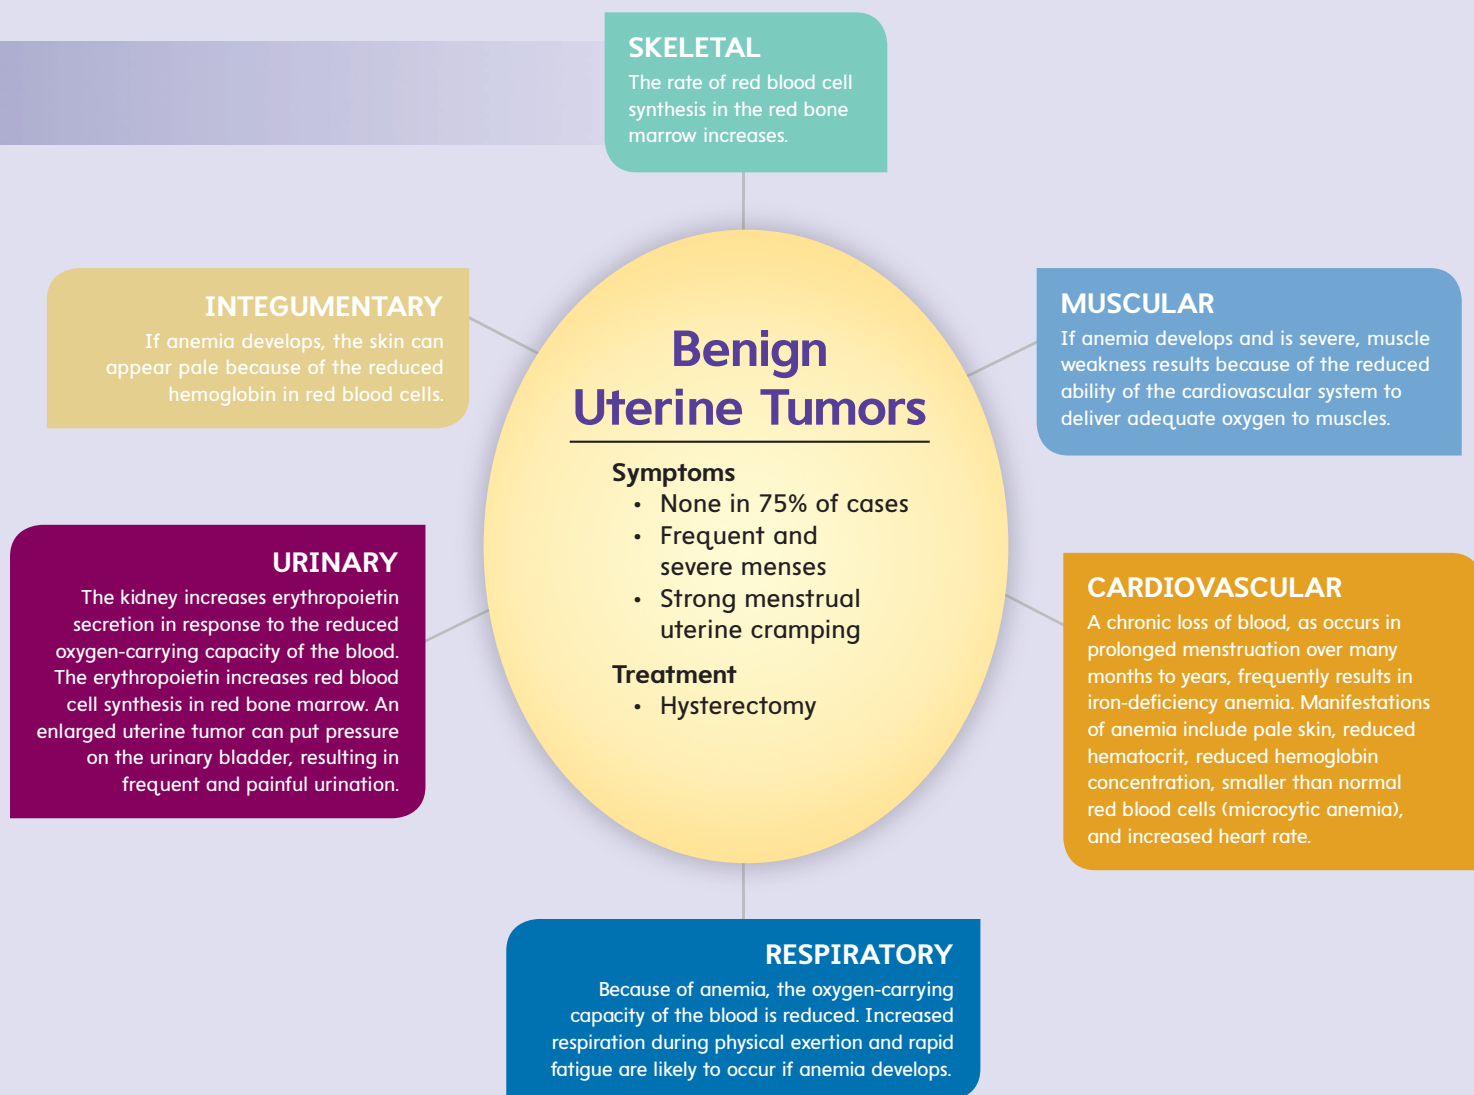 SKELETAL
The rate of red blood cell
synthesis in the red bone
marrow increases.
INTEGUMENTARY
If anemia develops, the skin can
appear pale because of the reduced
hemoglobin in red blood cells.
MUSCULAR
If anemia develops and is severe, muscle
weakness results because of the reduced
ability of the cardiovascular system to
deliver adequate oxygen to muscles.
Benign
Uterine Tumors
Symptoms
• None in 75% of cases
• Frequent and
severe menses
• Strong menstrual
uterine cramping
Treatment
• Hysterectomy
URINARY
The kidney increases erythropoietin
secretion in response to the reduced
oxygen-carrying capacity of the blood.
The erythropoietin increases red blood
cell synthesis in red bone marrow. An
enlarged uterine tumor can put pressure
on the urinary bladder, resulting in
frequent and painful urination.
CARDIOVASCULAR
A chronic loss of blood, as occurs in
prolonged menstruation over many
months to years, frequently results in
iron-deficiency anemia. Manifestations
of anemia include pale skin, reduced
hematocrit, reduced hemoglobin
concentration, smaller than normal
red blood cells (microcytic anemia),
and increased heart rate.
RESPIRATORY
Because of anemia, the oxygen-carrying
capacity of the blood is reduced. Increased
respiration during physical exertion and rapid
fatigue are likely to occur if anemia develops.